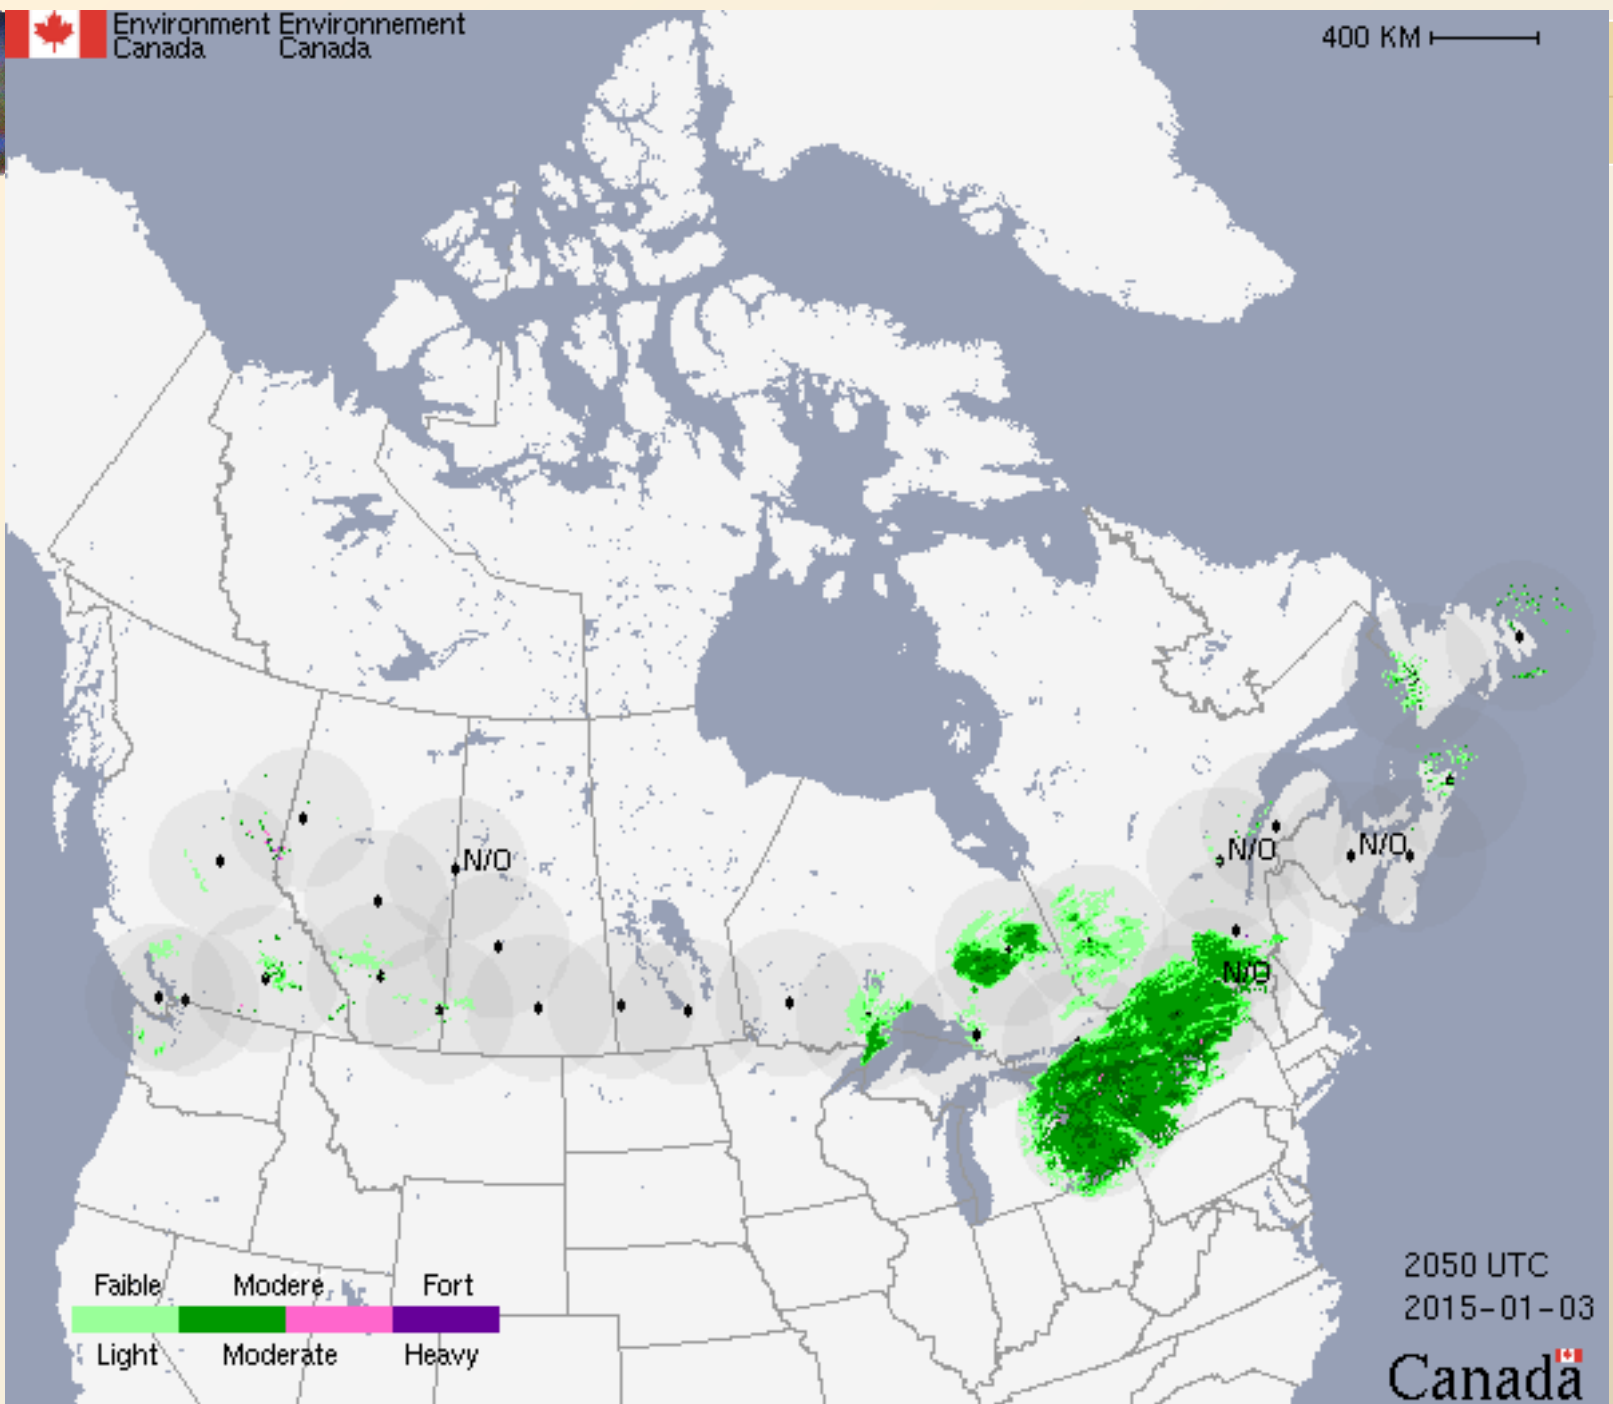 Environment Environnement
Canada Canada
400 KM
N/O
N/O
N/O
N/O
Faible Modere Fort
Light Moderate Heavy
2050 UTC
2015-01-03
Canada